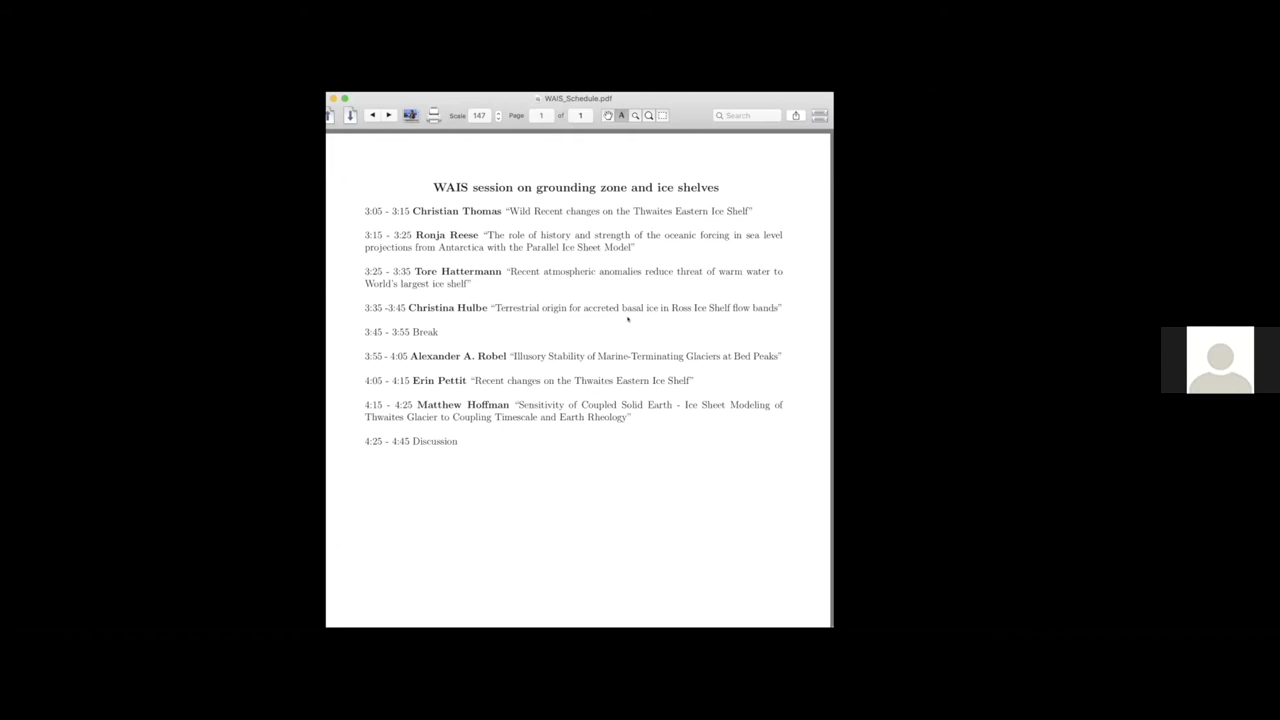 WAIS_Schedule.pdf
Scale 147 Page 1 of 1 A Search
WAIS session on grounding zone and ice shelves
3:05 - 3:15 Christian Thomas “Wild Recent changes on the Thwaites Eastern Ice Shelf”
3:15 - 3:25 Ronja Reese “The role of history and strength of the oceanic forcing in sea level
projections from Antarctica with the Parallel Ice Sheet Model”
3:25 - 3:35 Tore Hattermann “Recent atmospheric anomalies reduce threat of warm water to
World's largest ice shelf”
3:35 -3:45 Christina Hulbe “Terrestrial origin for accreted basal ice in Ross Ice Shelf flow bands”
3:45 - 3:55 Break
3:55 - 4:05 Alexander A. Robel “Illusory Stability of Marine-Terminating Glaciers at Bed Peaks”
4:05 - 4:15 Erin Pettit “Recent changes on the Thwaites Eastern Ice Shelf”
4:15 - 4:25 Matthew Hoffman “Sensitivity of Coupled Solid Earth - Ice Sheet Modeling of
Thwaites Glacier to Coupling Timescale and Earth Rheology”
4:25 - 4:45 Discussion